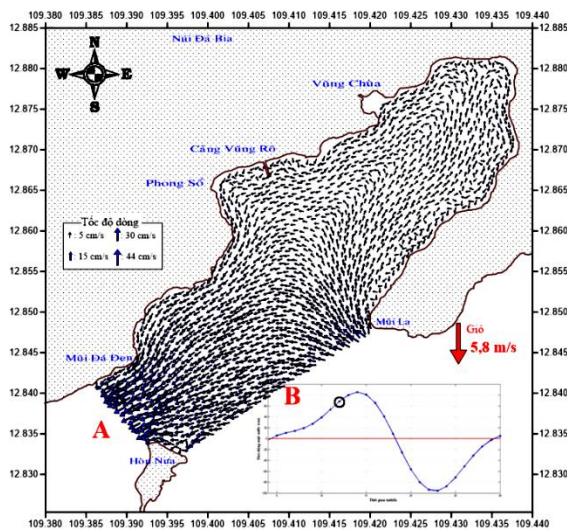 109.380 109.385 109.390 109.395 109.400 109.405 109.410 109.415 109.420 109.425 109.430 109.435 109.440
12.885
Núi Đá Bia
N
W E
S
12.880
Vũng Chùa
12.875
Cảng Vũng Rô
12.870
Phong Số
12.865
Tốc độ dòng
5 cm/s 30 cm/s
15 cm/s 44 cm/s
12.860
12.855
12.850
Mũi La
Gió
5,8 m/s
12.845
Mũi Đá Đen
12.840
A
B
12.835
Hòn Nưa
12.830
109.380 109.385 109.390 109.395 109.400 109.405 109.410 109.415 109.420 109.425 109.430 109.435 109.440